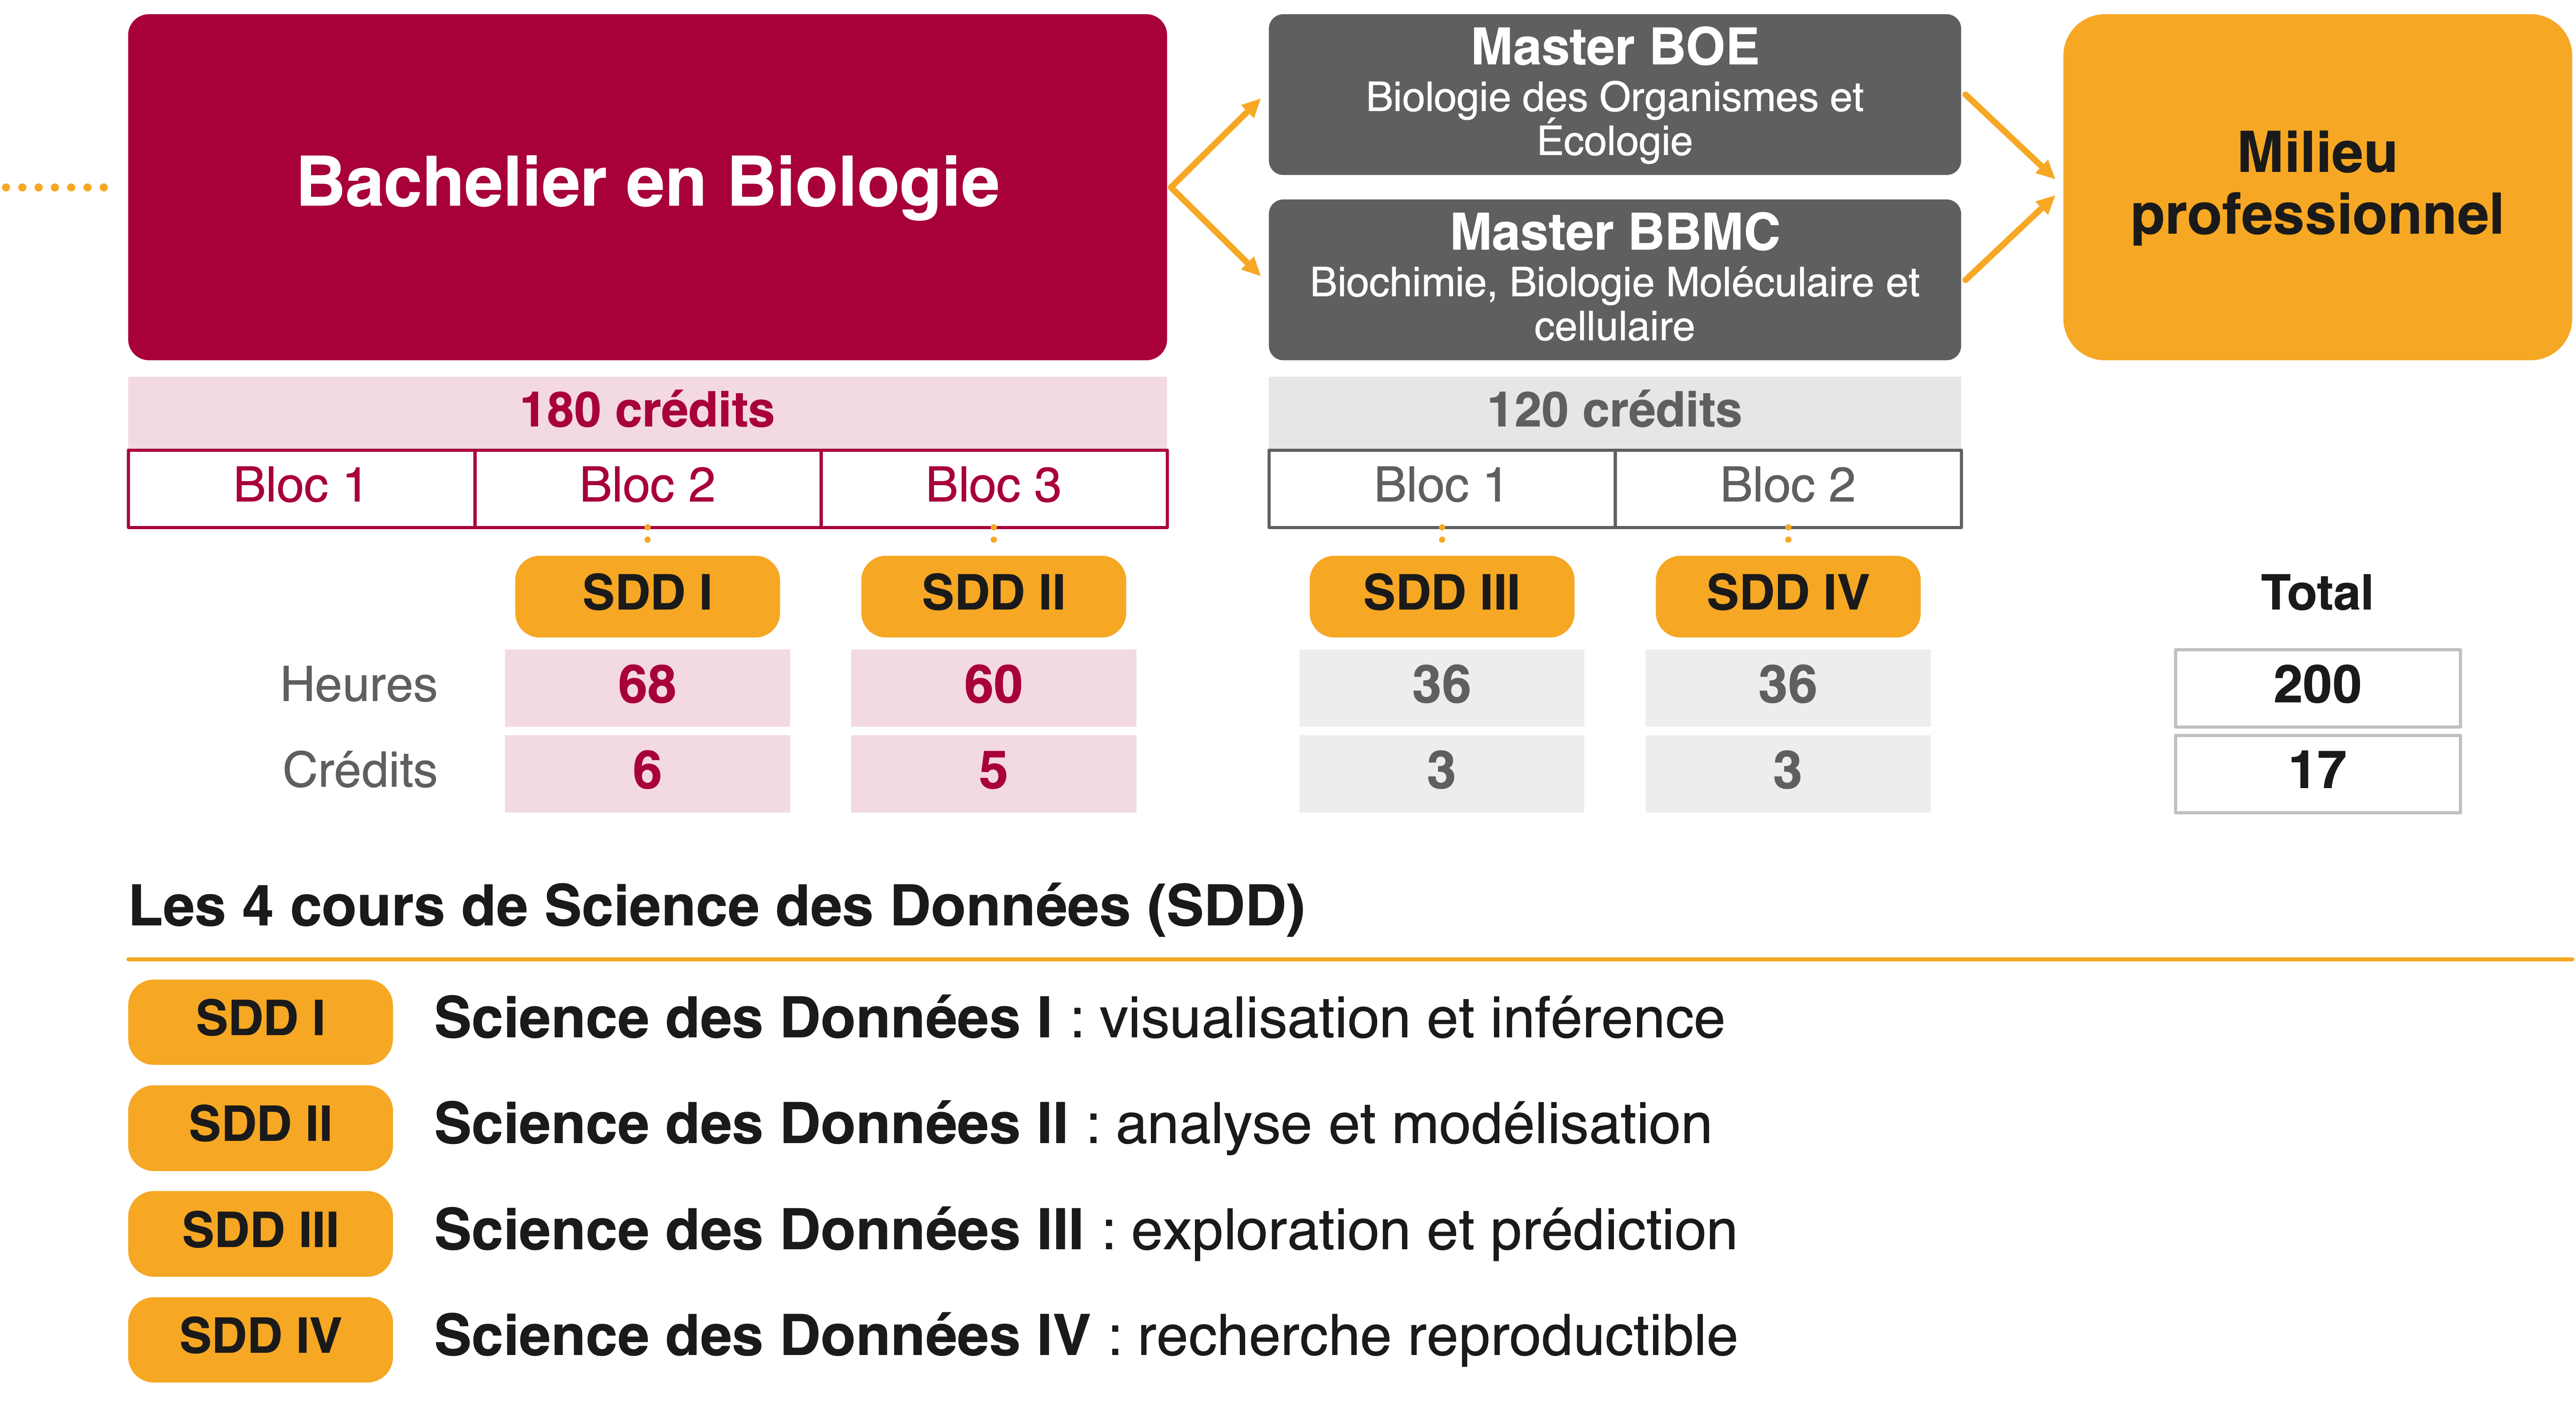 Bachelier en Biologie
Master BOE
Biologie des Organismes et
Écologie
Master BBMC
Biochimie, Biologie Moléculaire et
cellulaire
Milieu
professionnel
180 crédits
120 crédits
Bloc 1
Bloc 2
Bloc 3
Bloc 1
Bloc 2
SDD I
SDD II
SDD III
SDD IV
Total
Heures
68
60
36
36
200
Crédits
6
5
3
3
17
Les 4 cours de Science des Données (SDD)
SDD I
Science des Données I : visualisation et inférence
SDD II
Science des Données II : analyse et modélisation
SDD III
Science des Données III : exploration et prédiction
SDD IV
Science des Données IV : recherche reproductible